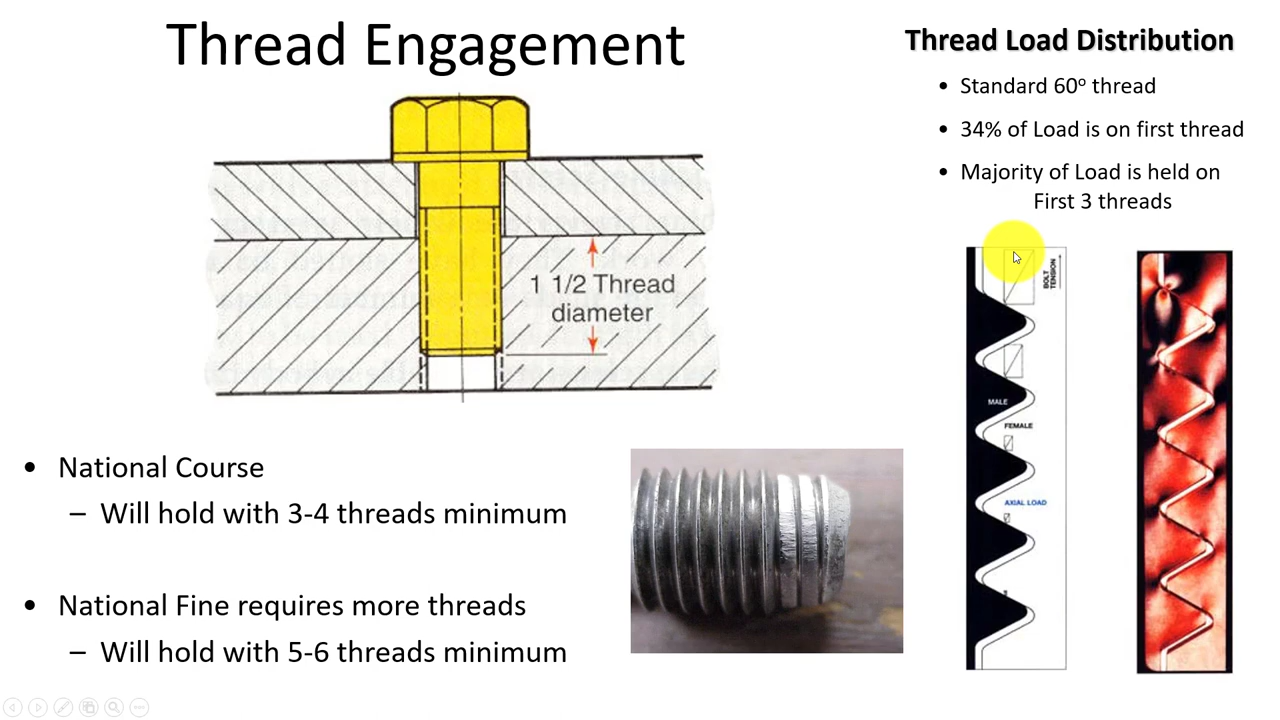 Thread Engagement
1 1/2 Thread
diameter
• National Course
– Will hold with 3-4 threads minimum
• National Fine requires more threads
– Will hold with 5-6 threads minimum
Thread Load Distribution
• Standard 60º thread
• 34% of Load is on first thread
• Majority of Load is held on
First 3 threads
BOLT
TENSION
MALE
FEMALE
AXIAL LOAD